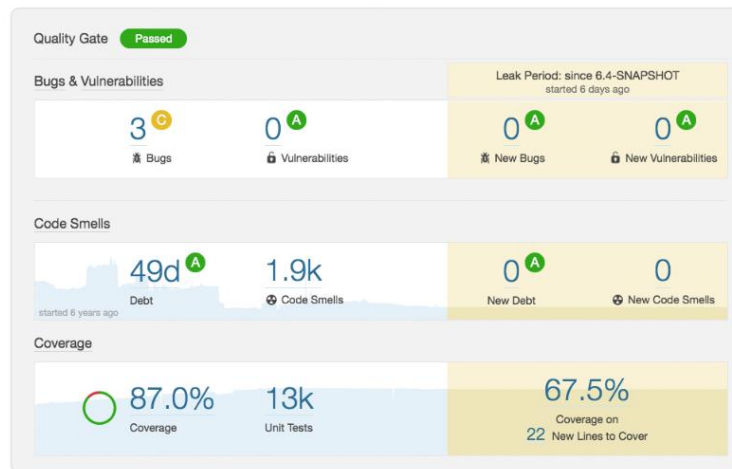 Quality Gate Passed
Bugs & Vulnerabilities
Leak Period: since 6.4-SNAPSHOT
started 6 days ago
3 C
Bugs
0 A
Vulnerabilities
0 A
New Bugs
0 A
New Vulnerabilities
Code Smells
49d A
Debt
started 6 years ago
1.9k
Code Smells
0 A
New Debt
0
New Code Smells
Coverage
87.0%
Coverage
13k
Unit Tests
67.5%
Coverage on
22 New Lines to Cover